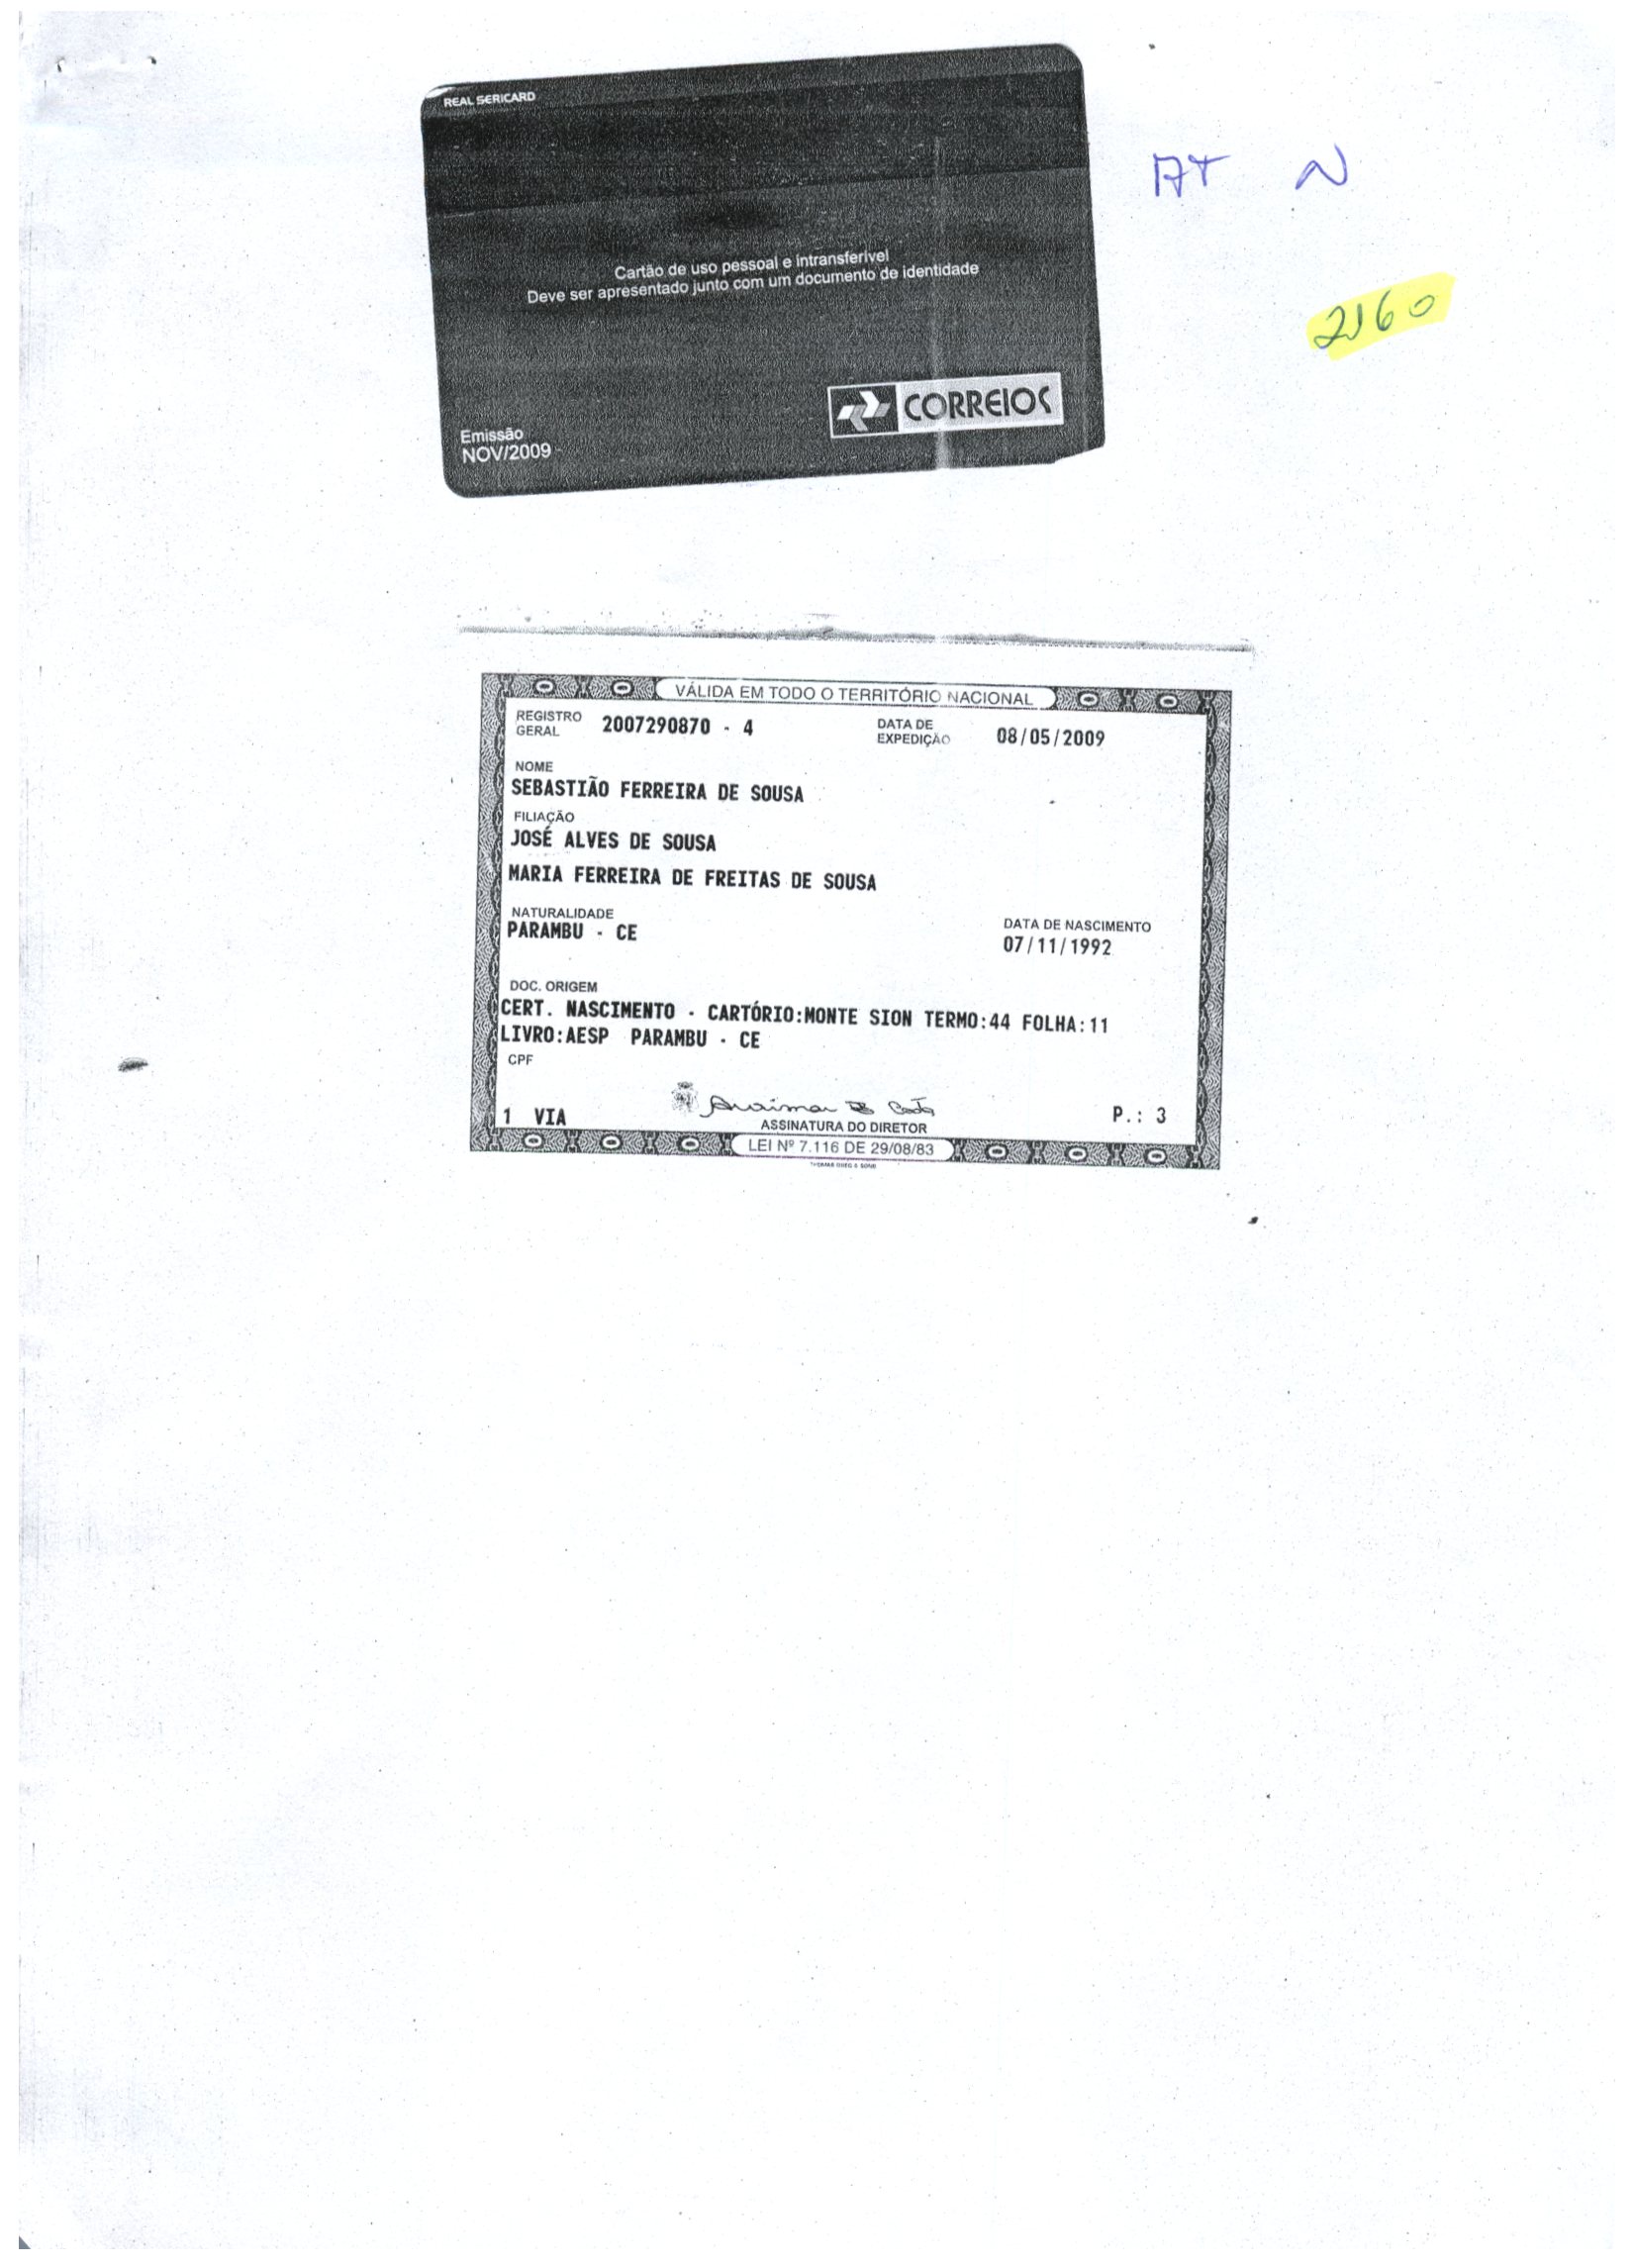 REAL SERICARD
AT N
Cartão de uso pessoal e intransferível
Deve ser apresentado junto com um documento de identidade
2160
CORREIOS
Emissão
NOV/2009
VÁLIDA EM TODO O TERRITÓRIO NACIONAL
REGISTRO GERAL 2007290870 - 4 DATA DE EXPEDIÇÃO 08/05/2009
NOME
SEBASTIÃO FERREIRA DE SOUSA
FILIAÇÃO
JOSÉ ALVES DE SOUSA
MARIA FERREIRA DE FREITAS DE SOUSA
NATURALIDADE DATA DE NASCIMENTO
PARAMBU - CE 07/11/1992
DOC. ORIGEM
CERT. NASCIMENTO - CARTÓRIO:MONTE SION TERMO:44 FOLHA:11
LIVRO:AESP PARAMBU - CE
CPF
1 VIA P.: 3
ASSINATURA DO DIRETOR
LEI Nº 7.116 DE 29/08/83